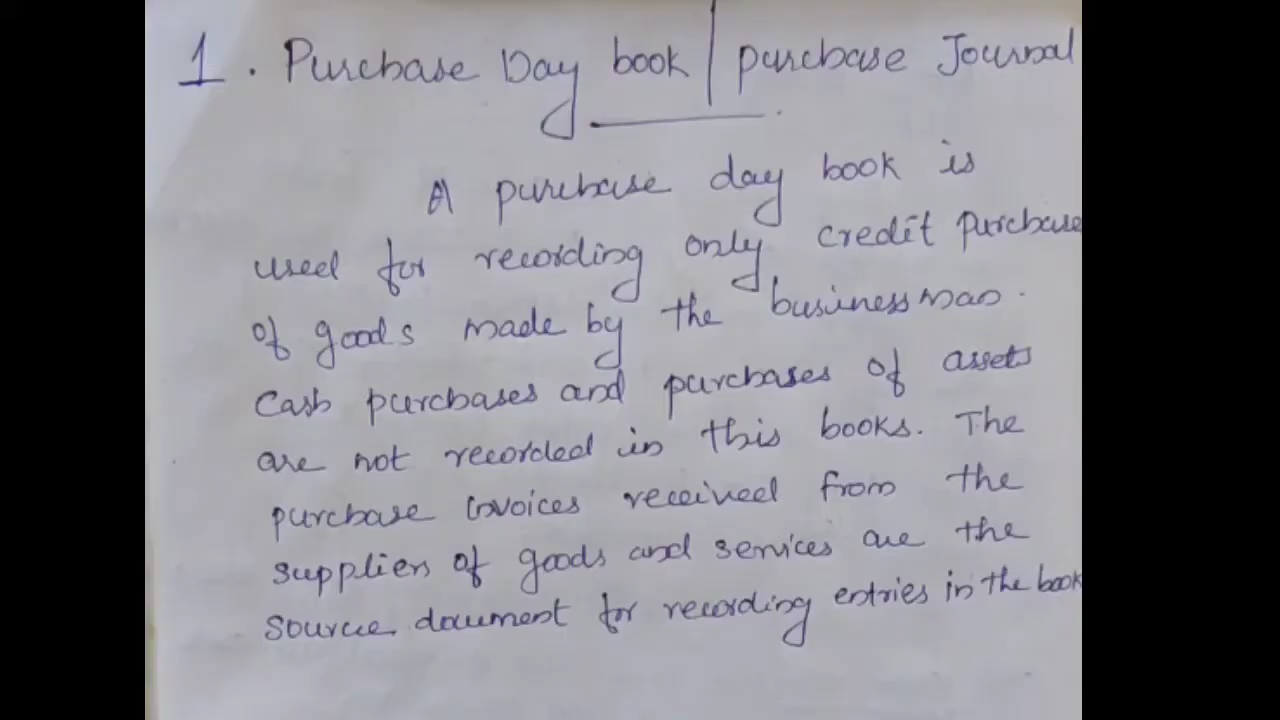 1. Purchase Day book | purchase Journal
A purchase day book is
used for recording only credit purchase
of goods made by the businessman.
Cash purchases and purchases of assets
are not recorded in this books. The
purchase invoices received from the
suppliers of goods and services are the
source document for recording entries in the book